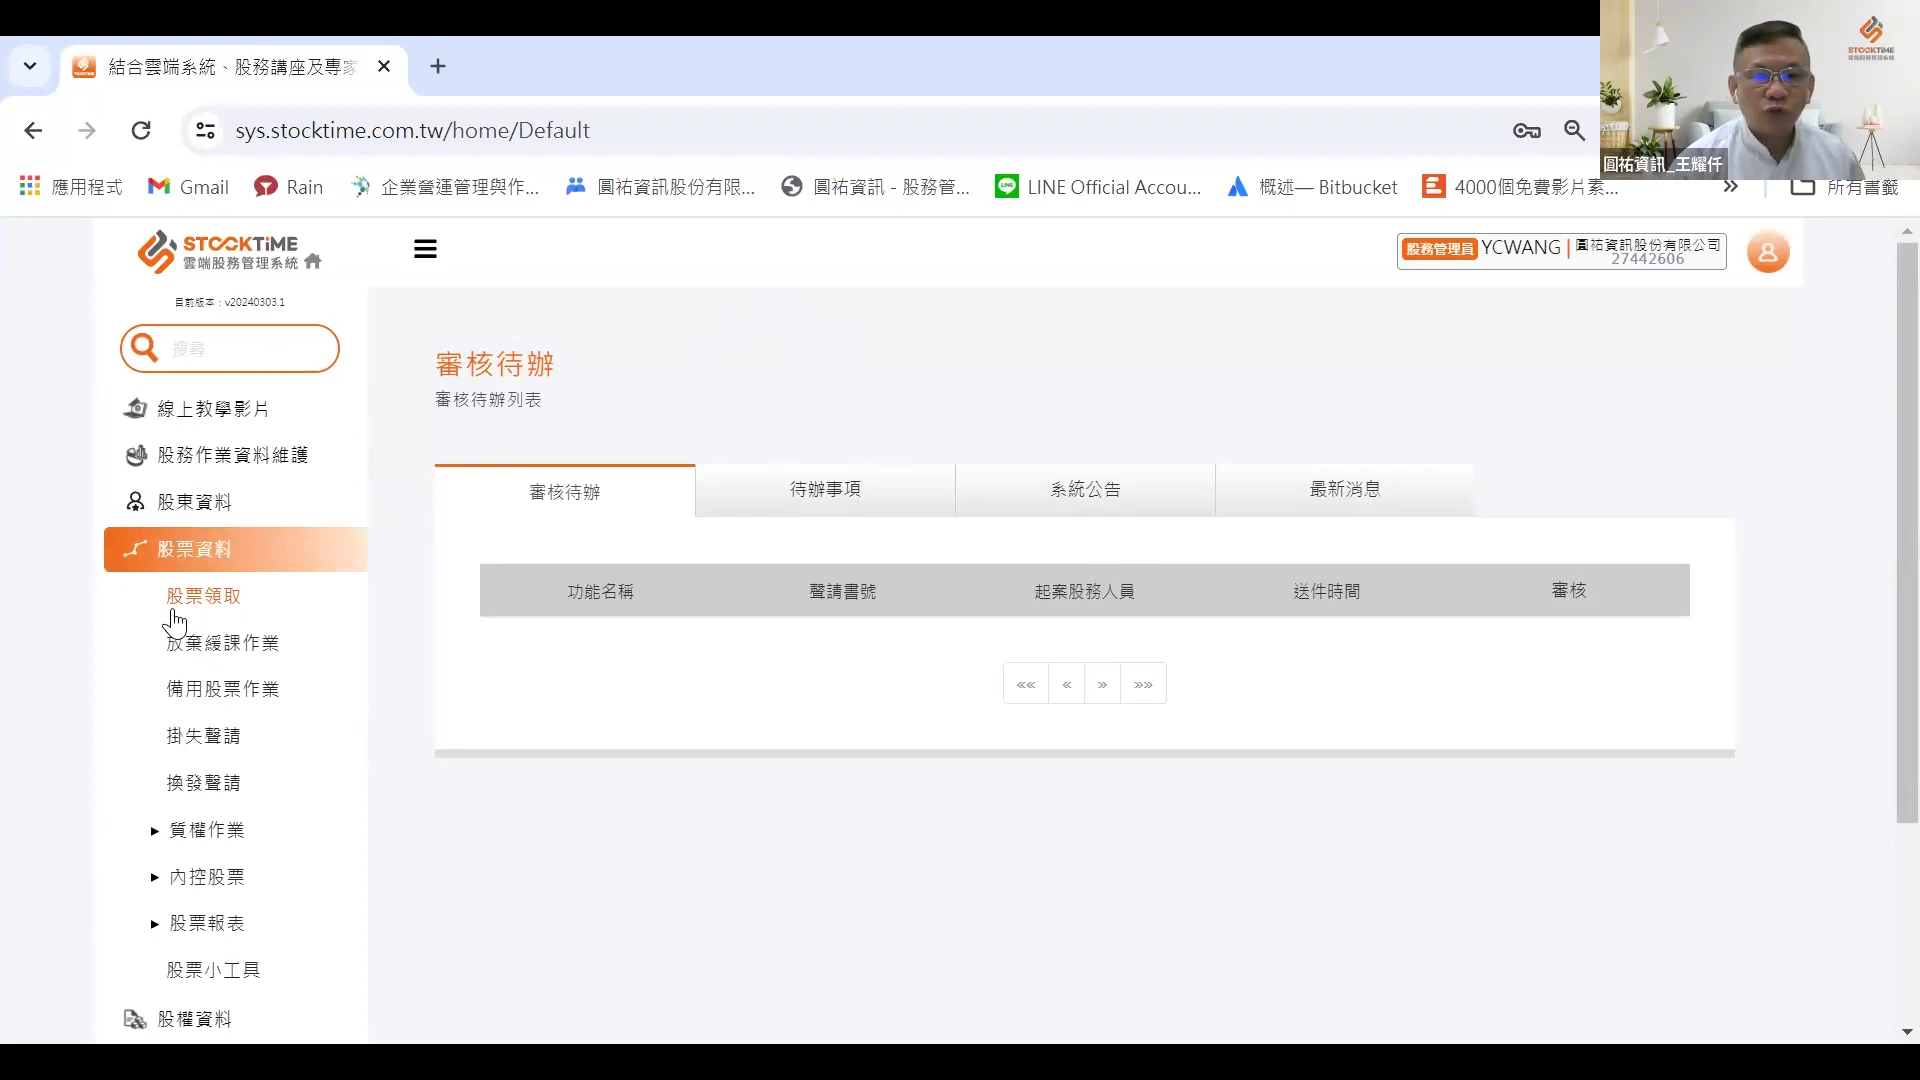 結合雲端系統、股務講座及專家
sys.stocktime.com.tw/home/Default
應用程式
Gmail
Rain
企業營運管理與作...
圓祐資訊股份有限...
圓祐資訊 - 股務管...
LINE Official Accou...
概述— Bitbucket
4000個免費影片素...
所有書籤
STOCKTIME
雲端股務管理系統
圓祐資訊_王耀仟
STOCKTIME
雲端股務管理系統
股務管理員 YCWANG | 圓祐資訊股份有限公司
27442606
目前版本：v20240303.1
搜尋
線上教學影片
股務作業資料維護
股東資料
股票資料
股票領取
放棄緩課作業
備用股票作業
掛失聲請
換發聲請
質權作業
內控股票
股票報表
股票小工具
股權資料
審核待辦
審核待辦列表
審核待辦
待辦事項
系統公告
最新消息
功能名稱
聲請書號
起案股務人員
送件時間
審核
«« « » »»